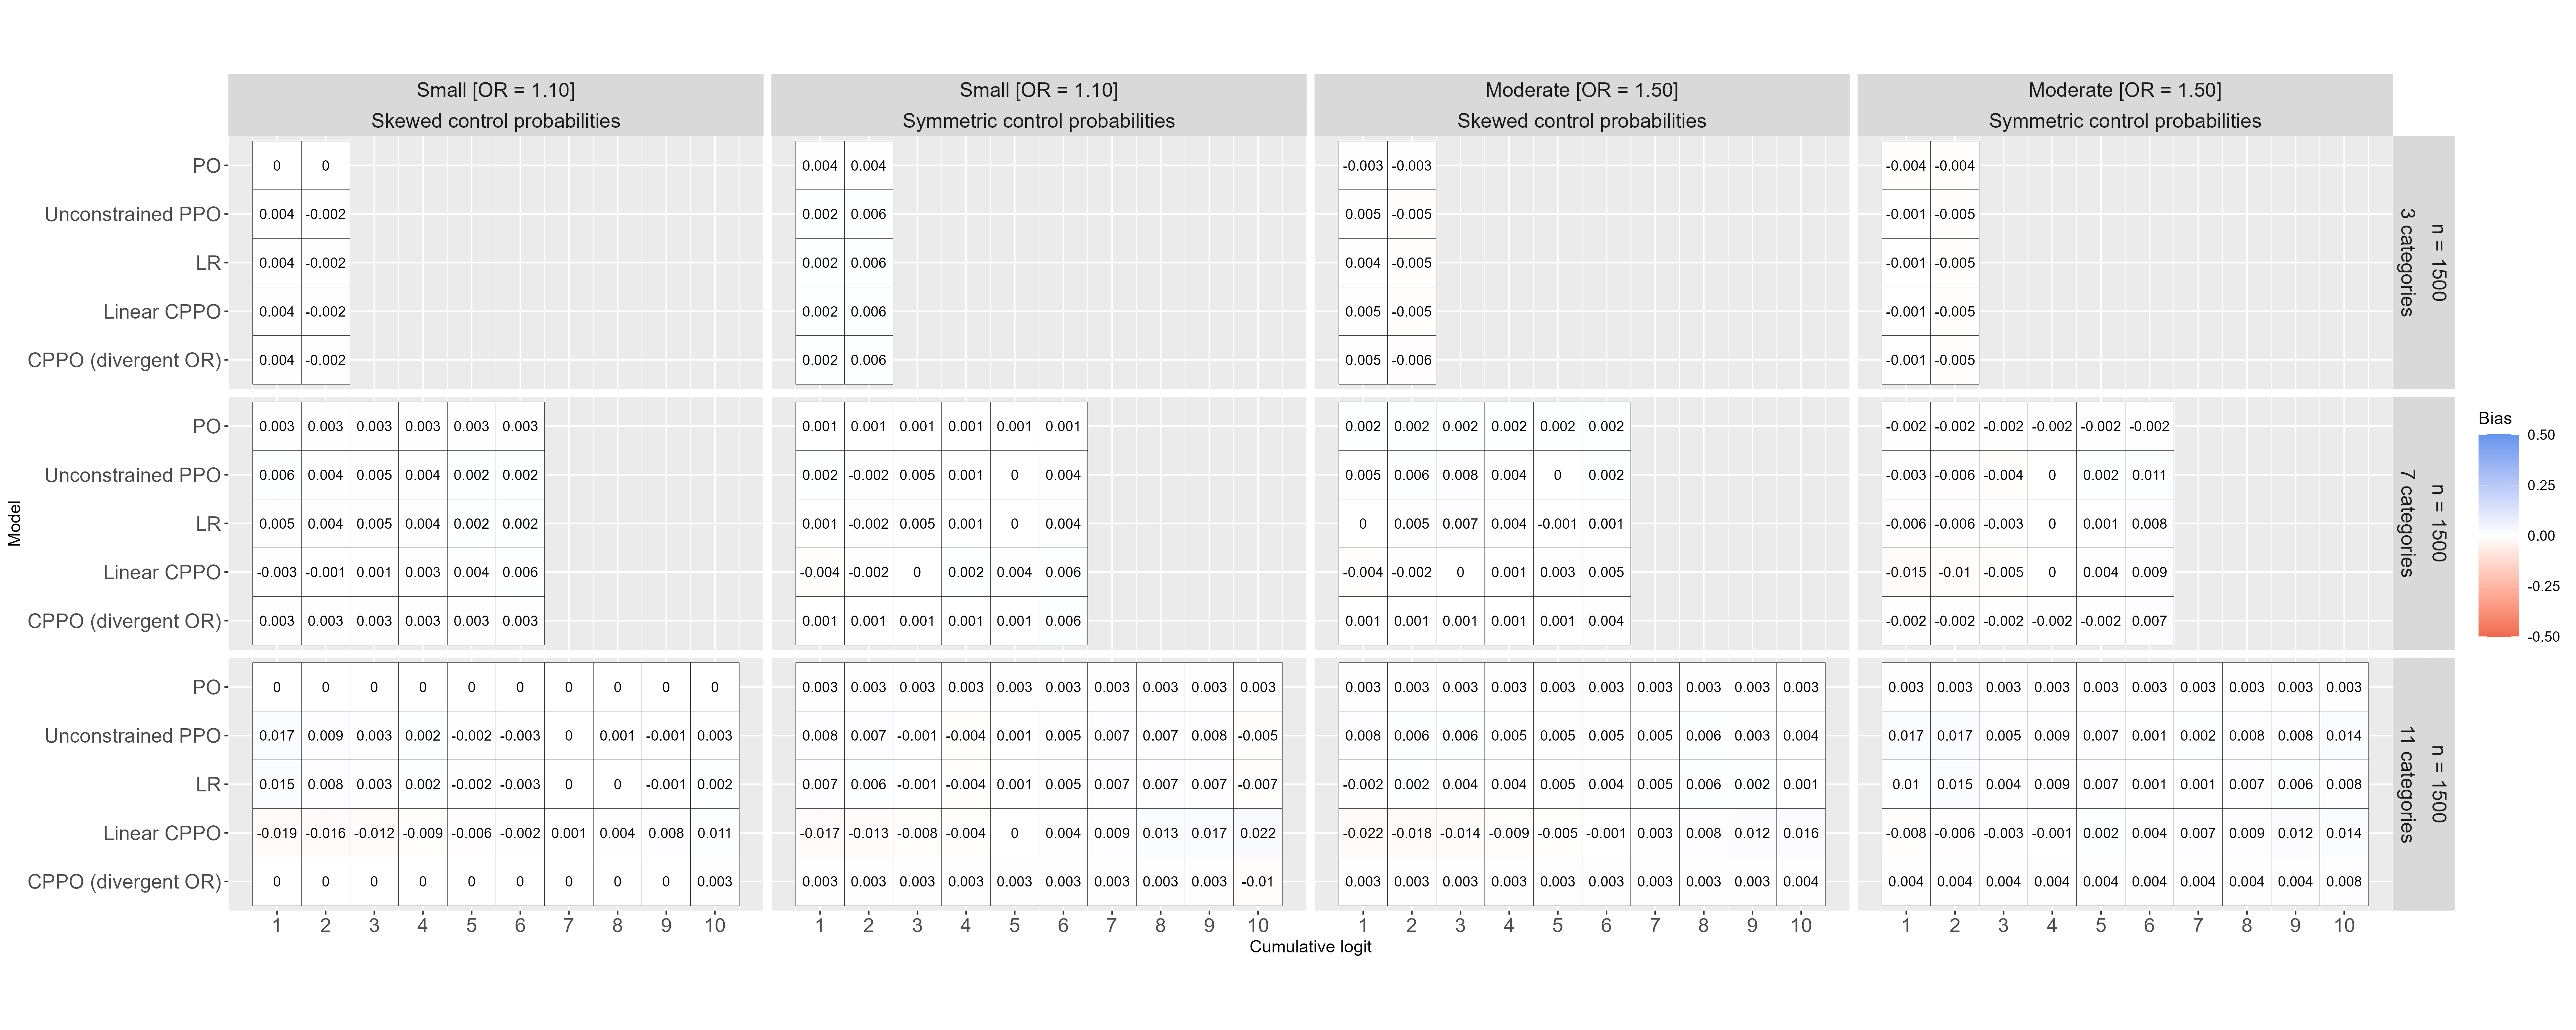 Small [OR = 1.10] Small [OR = 1.10] Moderate [OR = 1.50] Moderate [OR = 1.50]
Skewed control probabilities Symmetric control probabilities Skewed control probabilities Symmetric control probabilities
PO 0 0 0.004 0.004 -0.003 -0.003 -0.004 -0.004
Unconstrained PPO 0.004 -0.002 0.002 0.006 0.005 -0.005 -0.001 -0.005
LR 0.004 -0.002 0.002 0.006 0.004 -0.005 -0.001 -0.005
Linear CPPO 0.004 -0.002 0.002 0.006 0.005 -0.005 -0.001 -0.005
CPPO (divergent OR) 0.004 -0.002 0.002 0.006 0.005 -0.006 -0.001 -0.005
n = 1500
3 categories
PO 0.003 0.003 0.003 0.003 0.003 0.003 0.001 0.001 0.001 0.001 0.001 0.001 0.002 0.002 0.002 0.002 0.002 0.002 -0.002 -0.002 -0.002 -0.002 -0.002 -0.002
Unconstrained PPO 0.006 0.004 0.005 0.004 0.002 0.002 0.002 -0.002 0.005 0.001 0 0.004 0.005 0.006 0.008 0.004 0 0.002 -0.003 -0.006 -0.004 0 0.002 0.011
LR 0.005 0.004 0.005 0.004 0.002 0.002 0.001 -0.002 0.005 0.001 0 0.004 0 0.005 0.007 0.004 -0.001 0.001 -0.006 -0.006 -0.003 0 0.001 0.008
Linear CPPO -0.003 -0.001 0.001 0.003 0.004 0.006 -0.004 -0.002 0 0.002 0.004 0.006 -0.004 -0.002 0 0.001 0.003 0.005 -0.015 -0.01 -0.005 0 0.004 0.009
CPPO (divergent OR) 0.003 0.003 0.003 0.003 0.003 0.003 0.001 0.001 0.001 0.001 0.001 0.006 0.001 0.001 0.001 0.001 0.001 0.004 -0.002 -0.002 -0.002 -0.002 -0.002 0.007
n = 1500
7 categories
PO 0 0 0 0 0 0 0 0 0 0 0.003 0.003 0.003 0.003 0.003 0.003 0.003 0.003 0.003 0.003 0.003 0.003 0.003 0.003 0.003 0.003 0.003 0.003 0.003 0.003 0.003 0.003 0.003 0.003 0.003 0.003 0.003 0.003 0.003 0.003
Unconstrained PPO 0.017 0.009 0.003 0.002 -0.002 -0.003 0 0.001 -0.001 0.003 0.008 0.007 -0.001 -0.004 0.001 0.005 0.007 0.007 0.008 -0.005 0.008 0.006 0.006 0.005 0.005 0.005 0.005 0.006 0.003 0.004 0.017 0.017 0.005 0.009 0.007 0.001 0.002 0.008 0.008 0.014
LR 0.015 0.008 0.003 0.002 -0.002 -0.003 0 0 -0.001 0.002 0.007 0.006 -0.001 -0.004 0.001 0.005 0.007 0.007 0.007 -0.007 -0.002 0.002 0.004 0.004 0.005 0.004 0.005 0.006 0.002 0.001 0.01 0.015 0.004 0.009 0.007 0.001 0.001 0.007 0.006 0.008
Linear CPPO -0.019 -0.016 -0.012 -0.009 -0.006 -0.002 0.001 0.004 0.008 0.011 -0.017 -0.013 -0.008 -0.004 0 0.004 0.009 0.013 0.017 0.022 -0.022 -0.018 -0.014 -0.009 -0.005 -0.001 0.003 0.008 0.012 0.016 -0.008 -0.006 -0.003 -0.001 0.002 0.004 0.007 0.009 0.012 0.014
CPPO (divergent OR) 0 0 0 0 0 0 0 0 0 0.003 0.003 0.003 0.003 0.003 0.003 0.003 0.003 0.003 0.003 -0.01 0.003 0.003 0.003 0.003 0.003 0.003 0.003 0.003 0.003 0.004 0.004 0.004 0.004 0.004 0.004 0.004 0.004 0.004 0.004 0.008
n = 1500
11 categories
1 2 3 4 5 6 7 8 9 10 1 2 3 4 5 6 7 8 9 10 1 2 3 4 5 6 7 8 9 10 1 2 3 4 5 6 7 8 9 10
Cumulative logit
Model
Bias
0.50
0.25
0.00
-0.25
-0.50